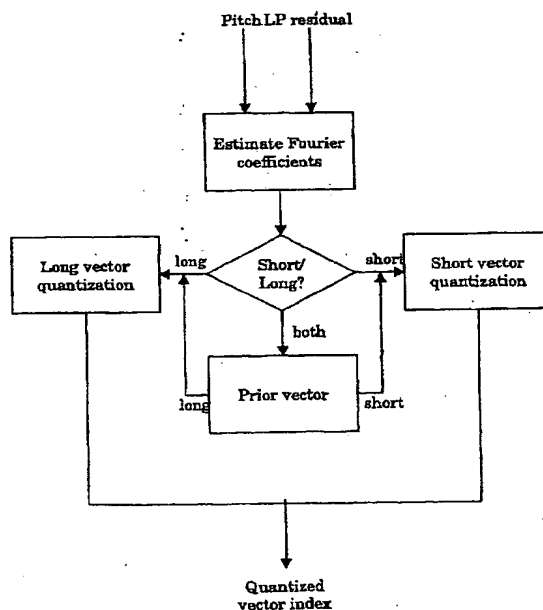 Pitch LP residual
Estimate Fourier
coefficients
long
Short/
Long?
short
Long vector
quantization
Short vector
quantization
both
long
Prior vector
short
Quantized
vector index